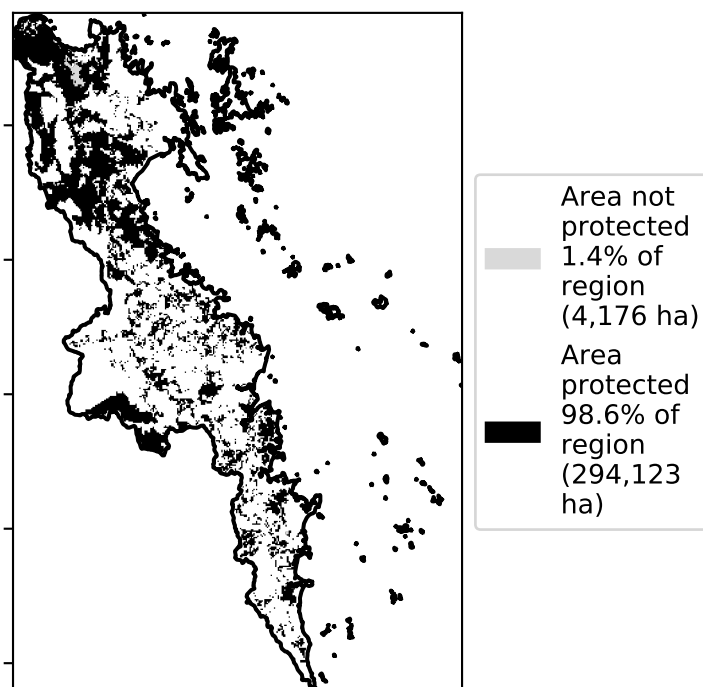 Area not
protected
1.4% of
region
(4,176 ha)
Area
protected
98.6% of
region
(294,123
ha)